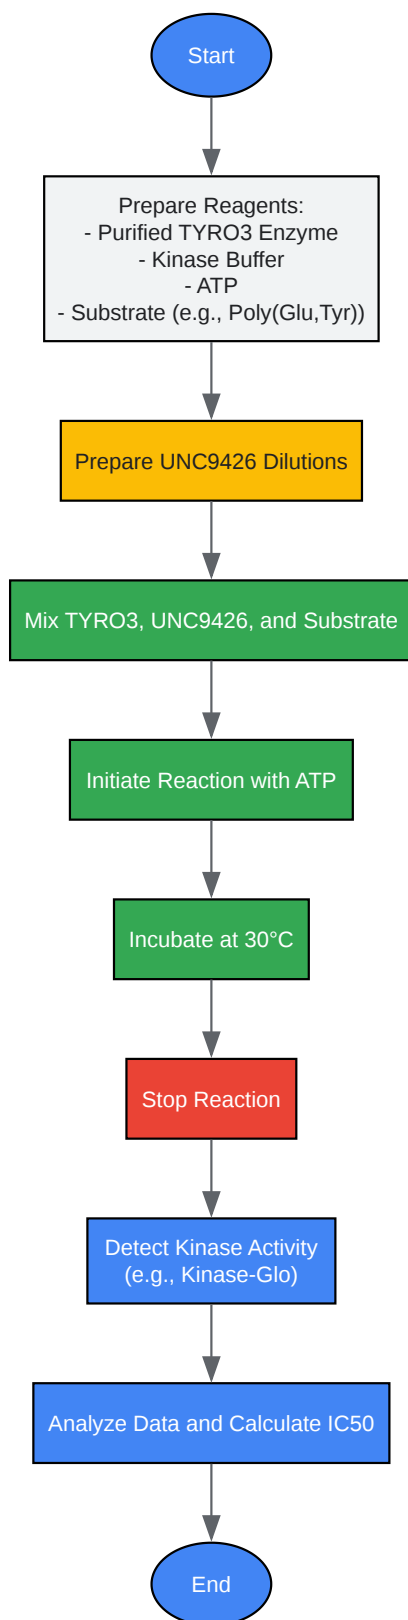 Start
Prepare Reagents:
- Purified TYRO3 Enzyme
- Kinase Buffer
- ATP
- Substrate (e.g., Poly(Glu,Tyr))
Prepare UNC9426 Dilutions
Mix TYRO3, UNC9426, and Substrate
Initiate Reaction with ATP
Incubate at 30°C
Stop Reaction
Detect Kinase Activity
(e.g., Kinase-Glo)
Analyze Data and Calculate IC50
End